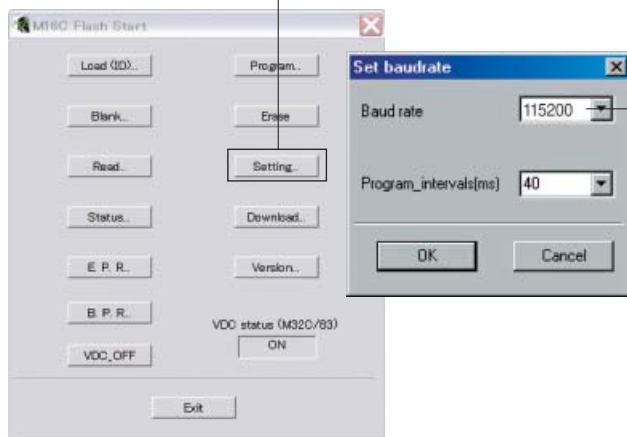 M16C Flash Start
Load (ID)...
Program...
Blank...
Erase
Read...
Setting...
Status...
Download...
E. P. R...
Version...
B. P. R...
VDC status (M32C/83)
VDC_OFF
ON
Exit
Set baudrate
Baud rate
115200
Program_intervals(ms)
40
OK
Cancel